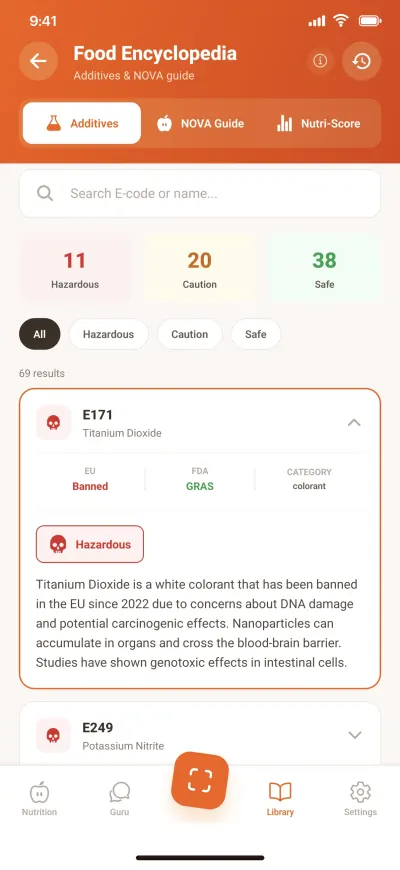 9:41
Food Encyclopedia
Additives & NOVA guide
Additives
NOVA Guide
Nutri-Score
Search E-code or name...
11
Hazardous
20
Caution
38
Safe
All
Hazardous
Caution
Safe
69 results
E171
Titanium Dioxide
EU
Banned
FDA
GRAS
CATEGORY
colorant
Hazardous
Titanium Dioxide is a white colorant that has been banned
in the EU since 2022 due to concerns about DNA damage
and potential carcinogenic effects. Nanoparticles can
accumulate in organs and cross the blood-brain barrier.
Studies have shown genotoxic effects in intestinal cells.
E249
Potassium Nitrite
Nutrition
Guru
Library
Settings